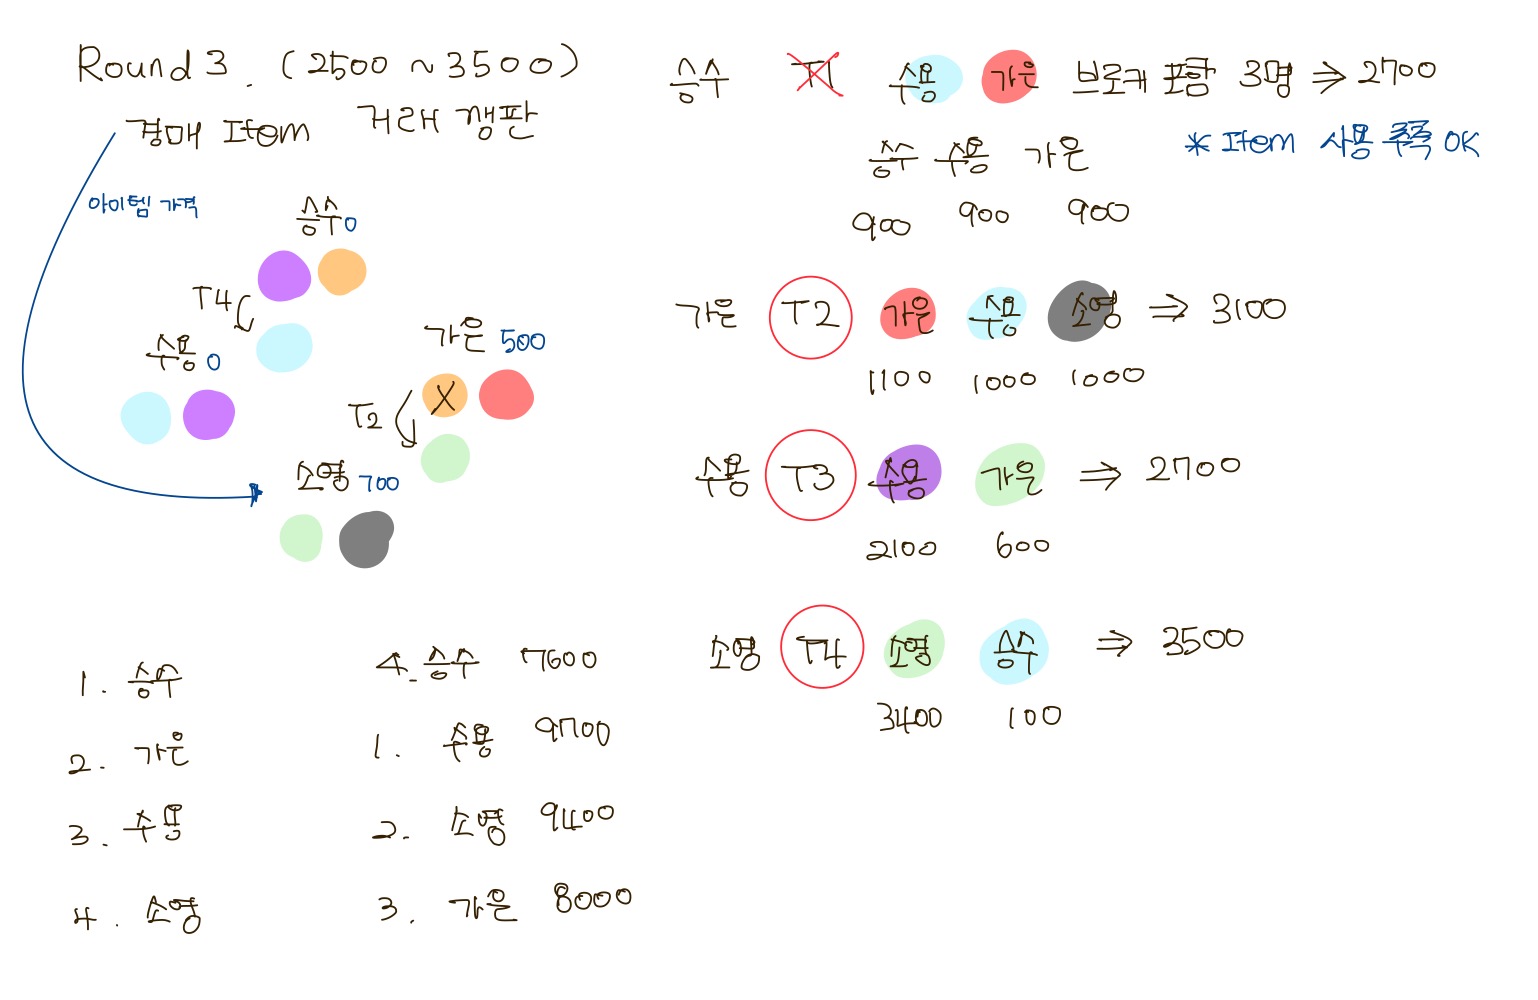 Round 3. (2500 ~ 3500)
경매 Item 거래 깽판
아이템 가격
승수 0
T4
수용 0
가은 500
X
T2
소영 700
1. 승수
2. 가은
3. 수용
4. 소영
4. 승수 7600
1. 수용 9700
2. 소영 9400
3. 가은 8000
승수 T1 수용 가은 브로커 포함 3명 ⇒ 2700
* Item 사용 쪽쪽 OK
승수 수용 가은
900 900 900
가은 T2 가은 수용 소영 ⇒ 3100
1100 1000 1000
수용 T3 수용 가은 ⇒ 2700
2100 600
소영 T4 소영 승수 ⇒ 3500
3400 100